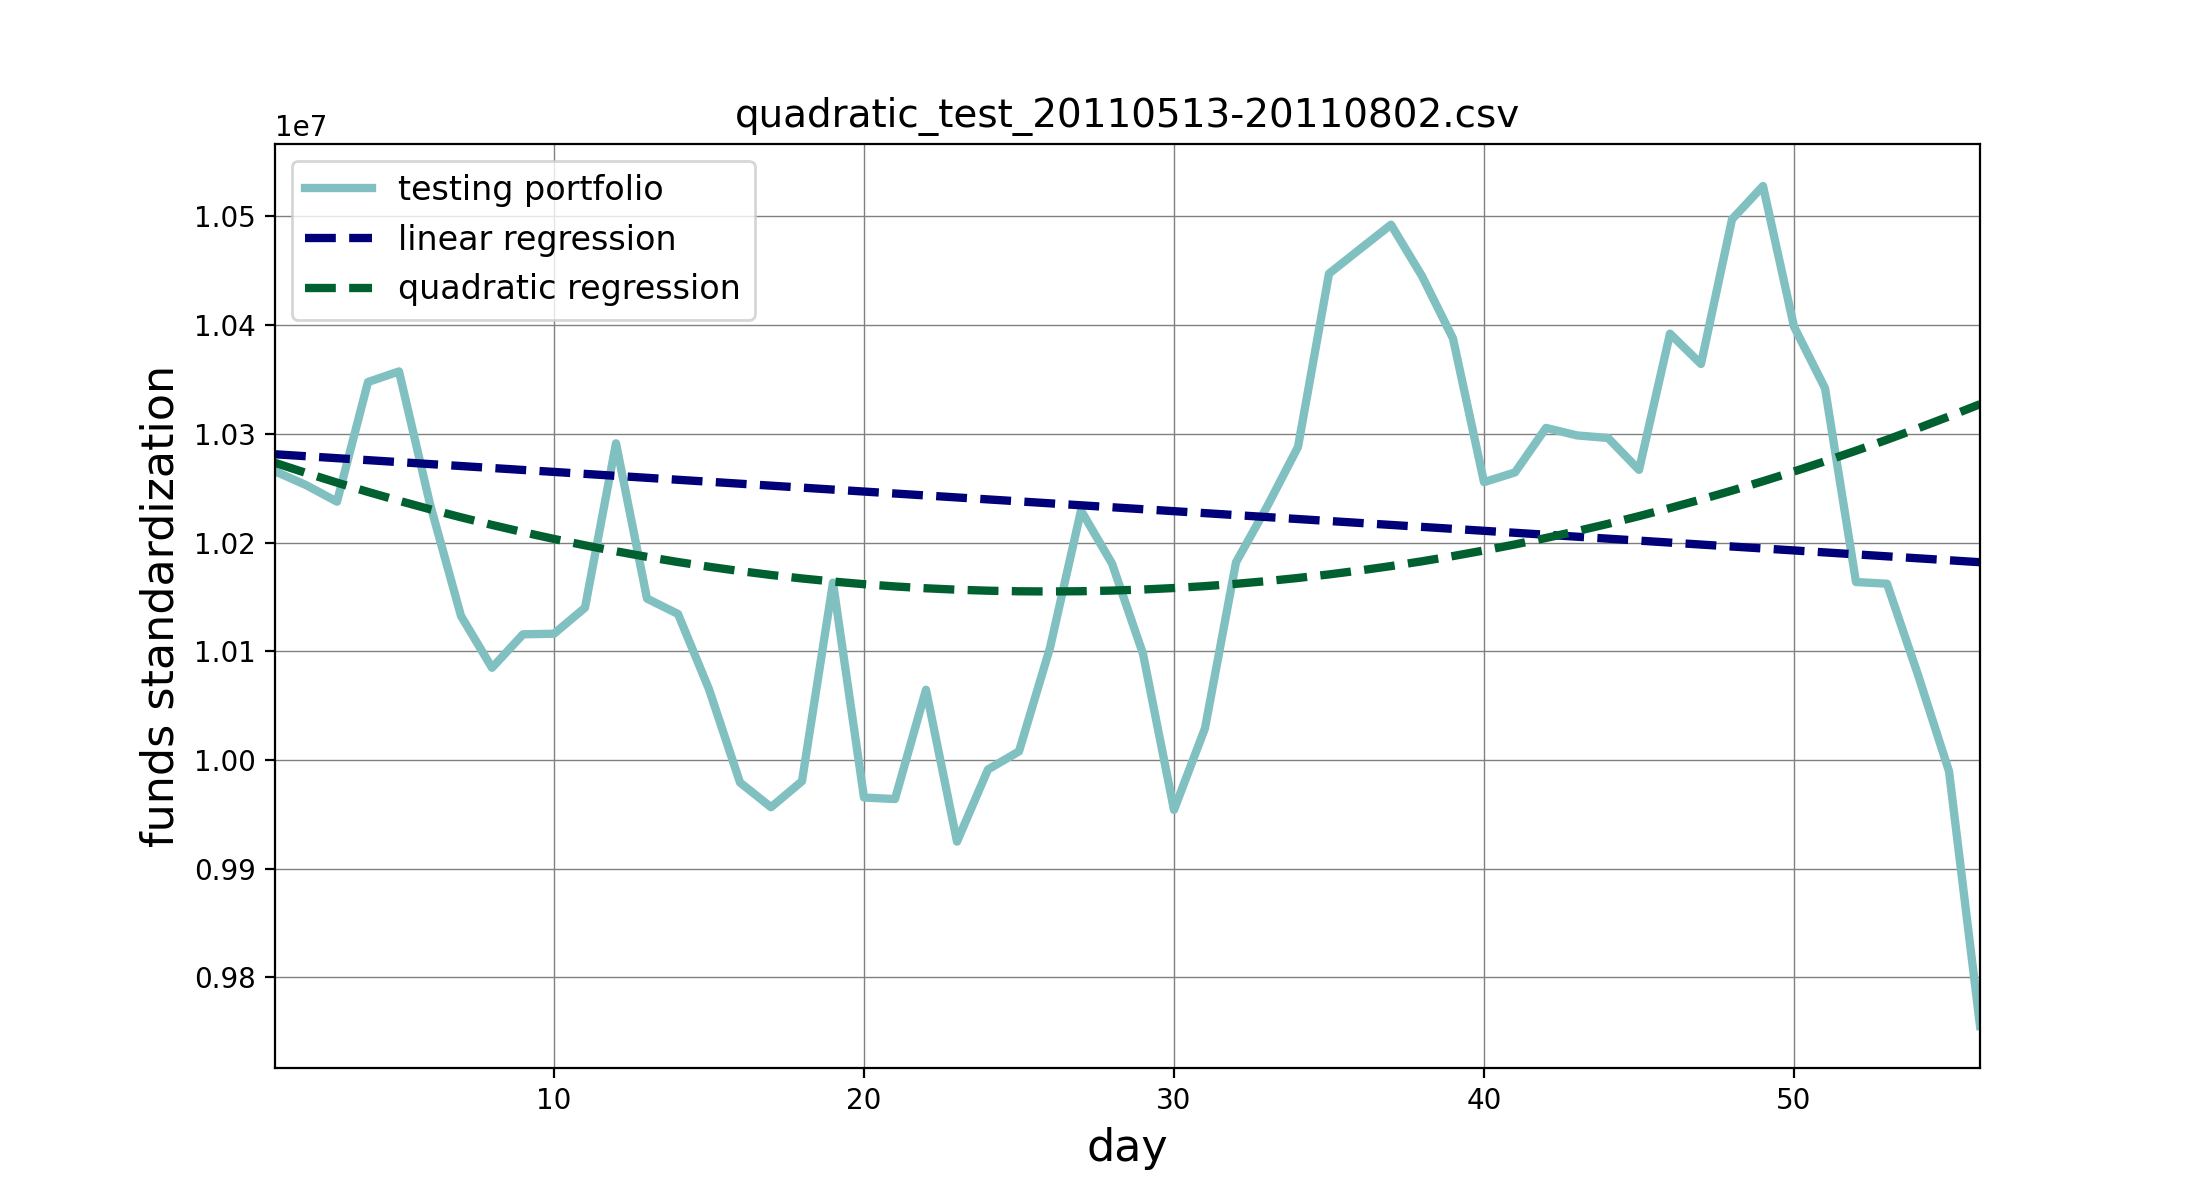 quadratic_test_20110513-20110802.csv
1e7
testing portfolio
linear regression
quadratic regression
1.05
1.04
1.03
1.02
1.01
1.00
0.99
0.98
funds standardization
10 20 30 40 50
day